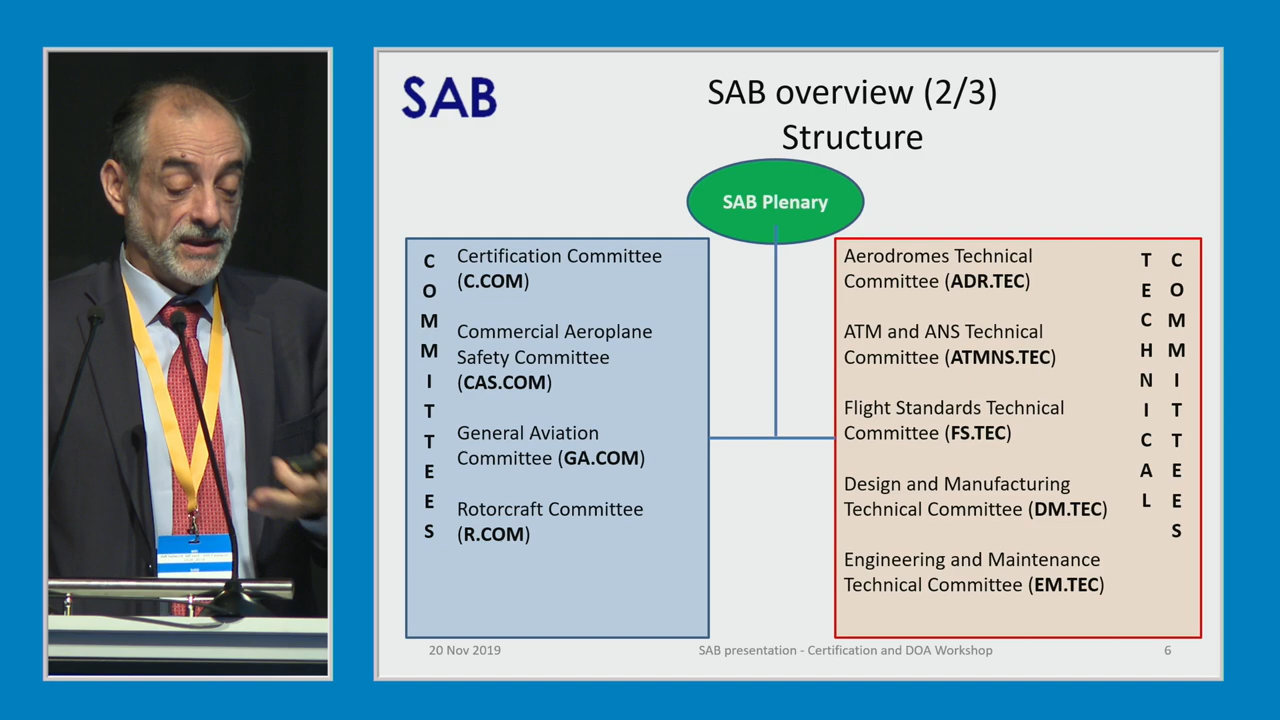 SAB
SAB overview (2/3)
Structure
SAB Plenary
COMMITTEES
Certification Committee
(C.COM)
Commercial Aeroplane
Safety Committee
(CAS.COM)
General Aviation
Committee (GA.COM)
Rotorcraft Committee
(R.COM)
Aerodromes Technical
Committee (ADR.TEC)
ATM and ANS Technical
Committee (ATMNS.TEC)
Flight Standards Technical
Committee (FS.TEC)
Design and Manufacturing
Technical Committee (DM.TEC)
Engineering and Maintenance
Technical Committee (EM.TEC)
TECHNICAL
COMMITTEES
20 Nov 2019
SAB presentation - Certification and DOA Workshop
6